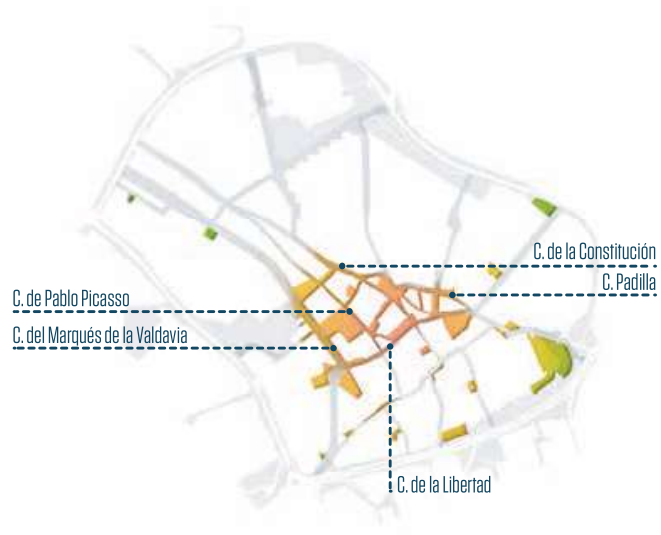 C. de la Constitución
C. Padilla
C. de Pablo Picasso
C. del Marqués de la Valdavia
C. de la Libertad